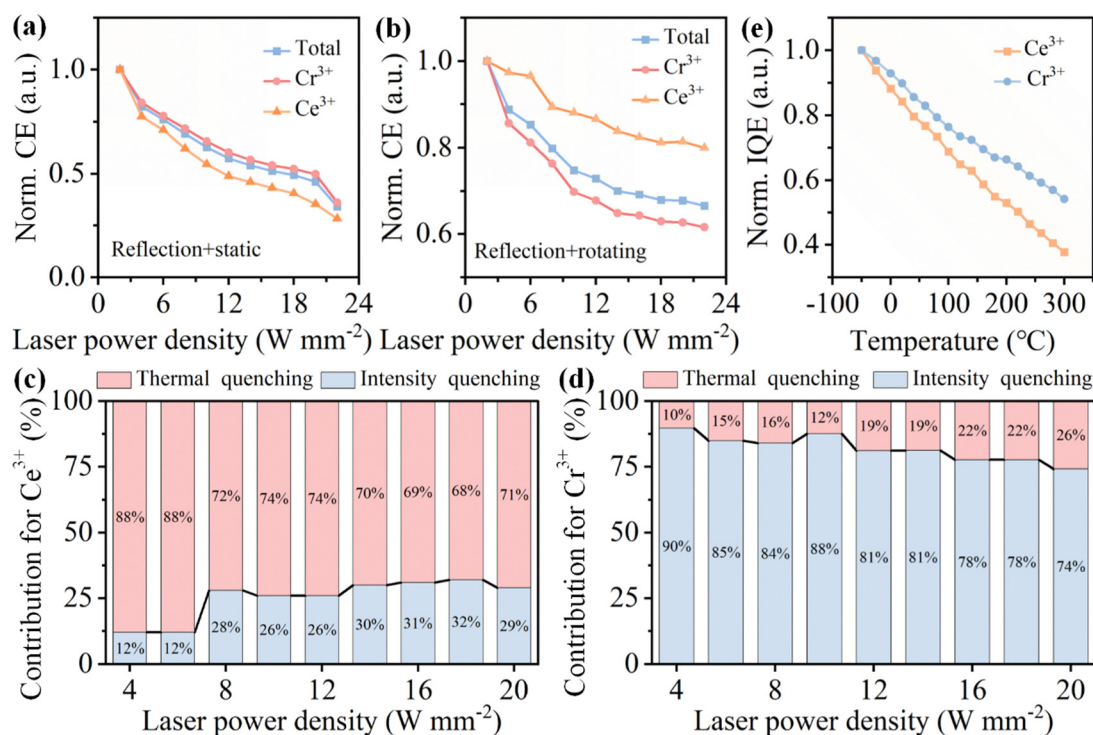 (a)
Total
Cr³⁺
Ce³⁺
Norm. CE (a.u.)
1.0
0.5
0.0
Reflection+static
0 6 12 18 24
Laser power density (W mm⁻²)
(b)
Total
Cr³⁺
Ce³⁺
Norm. CE (a.u.)
1.0
0.8
0.6
Reflection+rotating
0 6 12 18 24
Laser power density (W mm⁻²)
(e)
Ce³⁺
Cr³⁺
Norm. IQE (a.u.)
1.0
0.8
0.6
0.4
-100 0 100 200 300
Temperature (°C)
(c)
Thermal quenching Intensity quenching
Contribution for Ce³⁺ (%)
100
75
50
25
0
88% 88% 72% 74% 74% 70% 69% 68% 71%
12% 12% 28% 26% 26% 30% 31% 32% 29%
4 8 12 16 20
Laser power density (W mm⁻²)
(d)
Thermal quenching Intensity quenching
Contribution for Cr³⁺ (%)
100
75
50
25
0
10% 15% 16% 12% 19% 19% 22% 22% 26%
90% 85% 84% 88% 81% 81% 78% 78% 74%
4 8 12 16 20
Laser power density (W mm⁻²)